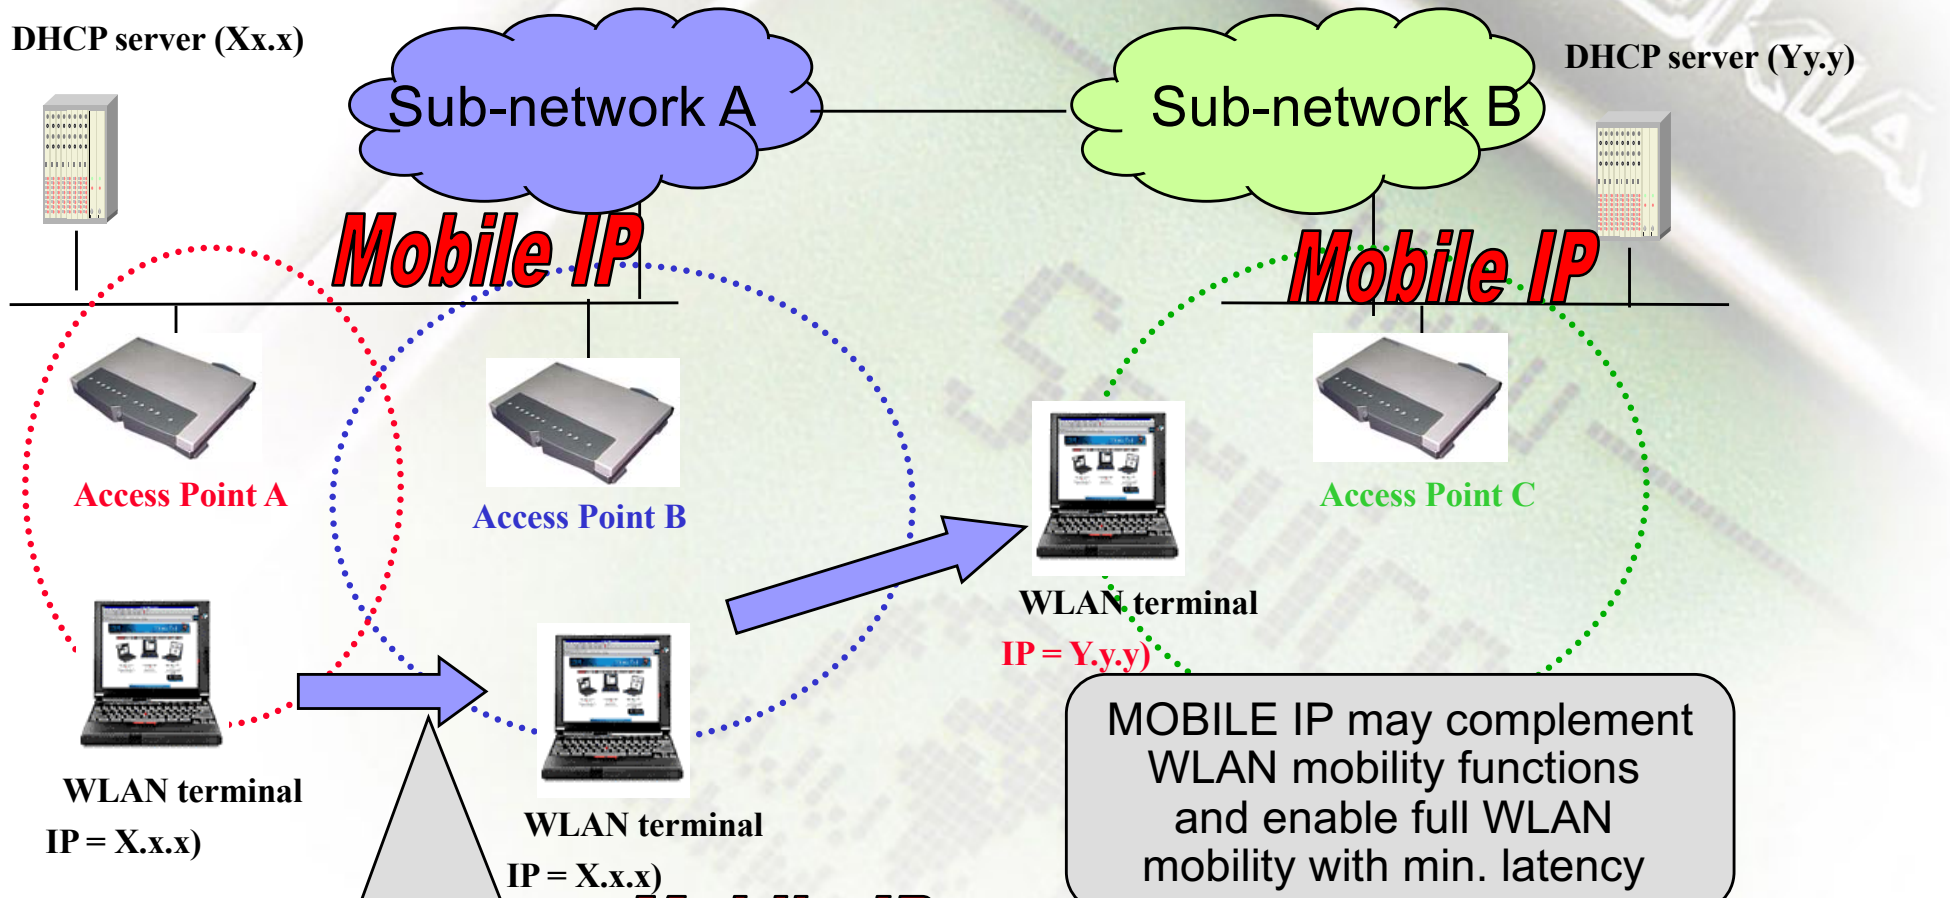 DHCP server (Xx.x)
Sub-network A
Sub-network B
DHCP server (Yy.y)
Mobile IP
Mobile IP
Access Point A
Access Point B
Access Point C
WLAN terminal
IP = Y.y.y)
WLAN terminal
IP = X.x.x)
WLAN terminal
IP = X.x.x)
MOBILE IP may complement
WLAN mobility functions
and enable full WLAN
mobility with min. latency